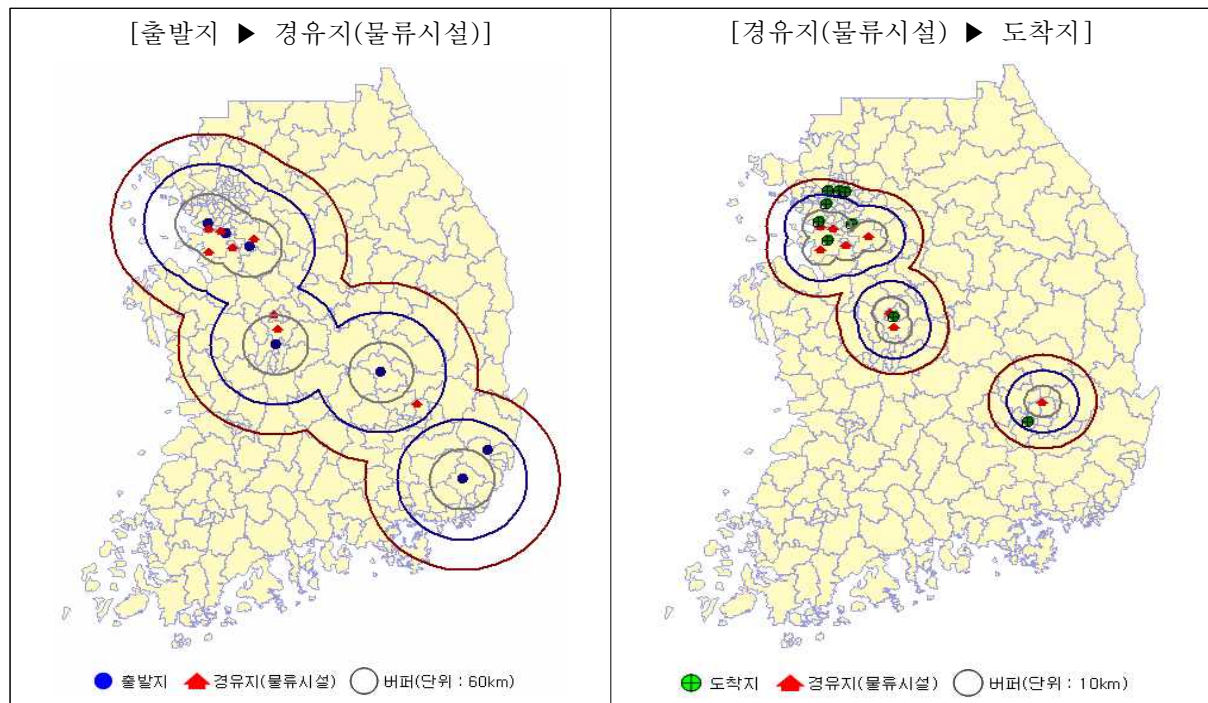 [출발지 ▶ 경유지(물류시설)]
[경유지(물류시설) ▶ 도착지]
출발지 경유지(물류시설) 버퍼(단위 : 60km)
도착지 경유지(물류시설) 버퍼(단위 : 10km)